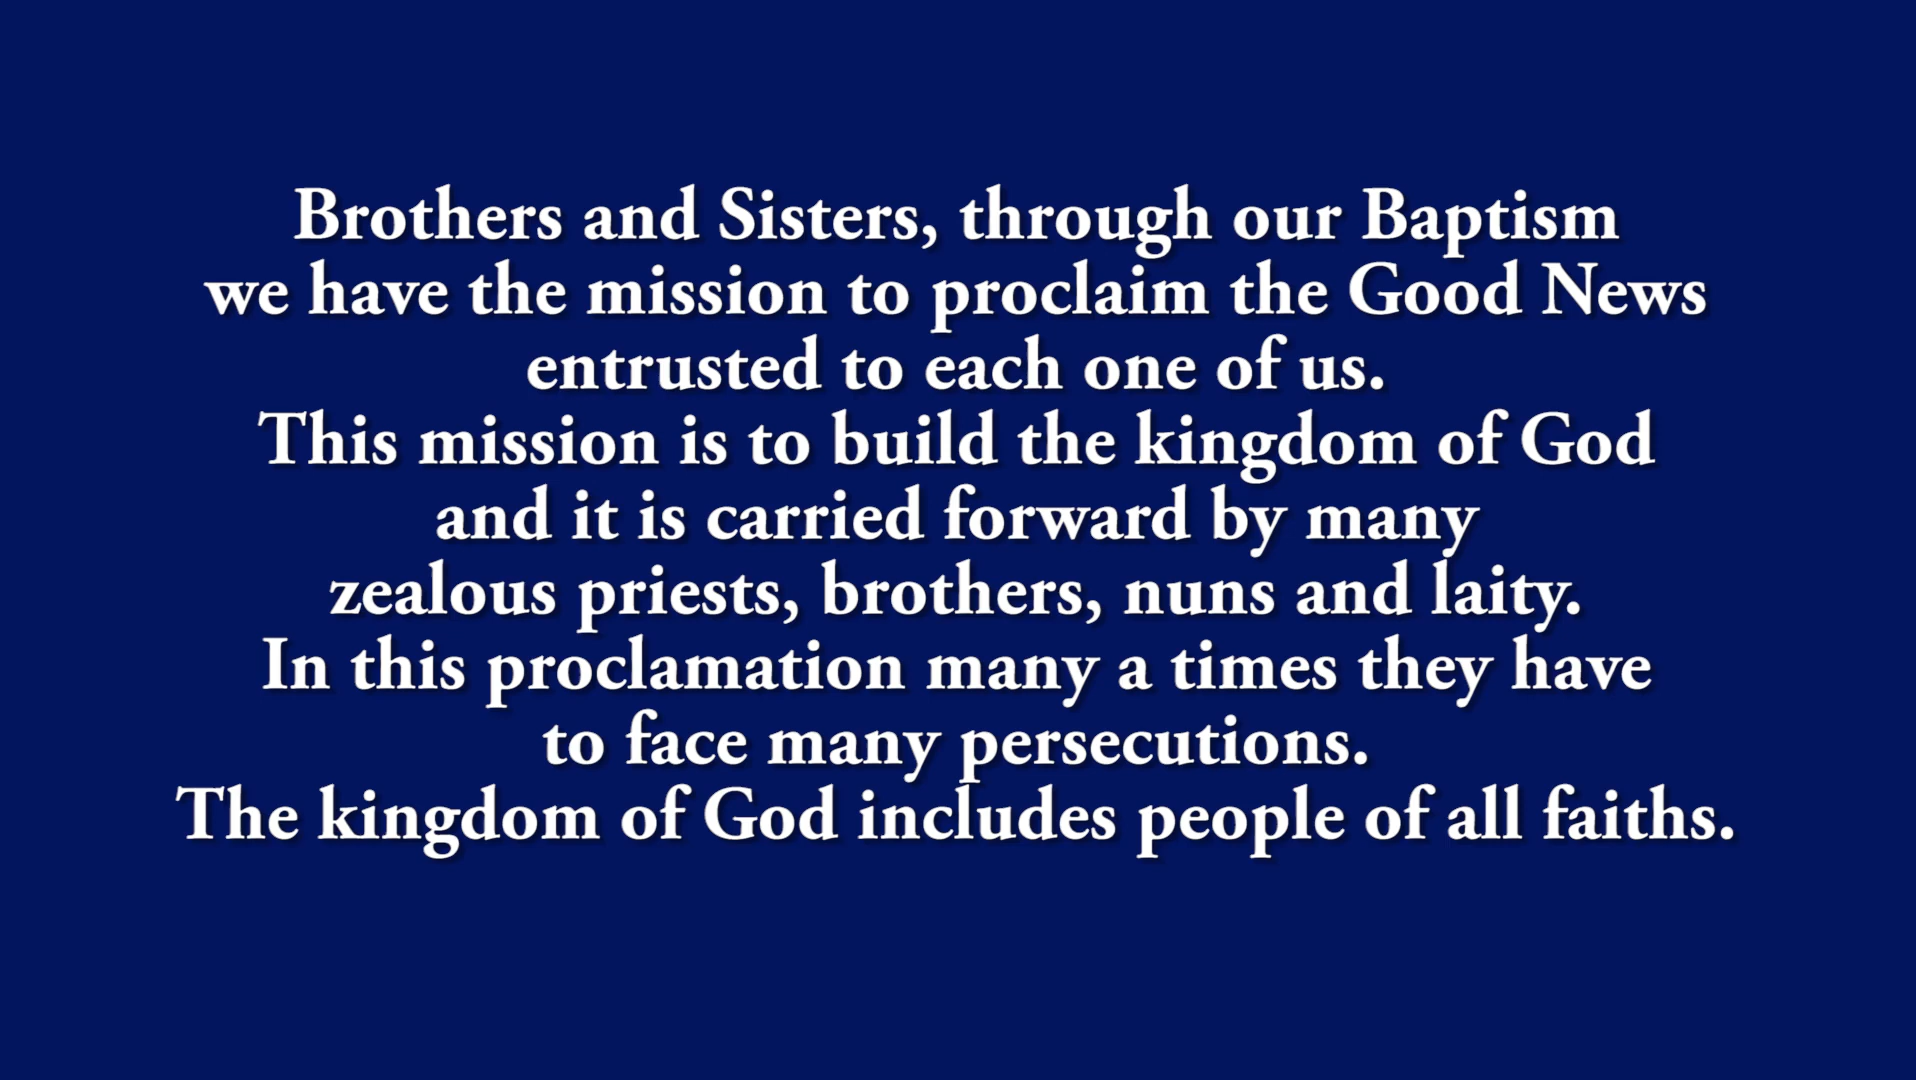 Brothers and Sisters, through our Baptism
we have the mission to proclaim the Good News
entrusted to each one of us.
This mission is to build the kingdom of God
and it is carried forward by many
zealous priests, brothers, nuns and laity.
In this proclamation many a times they have
to face many persecutions.
The kingdom of God includes people of all faiths.